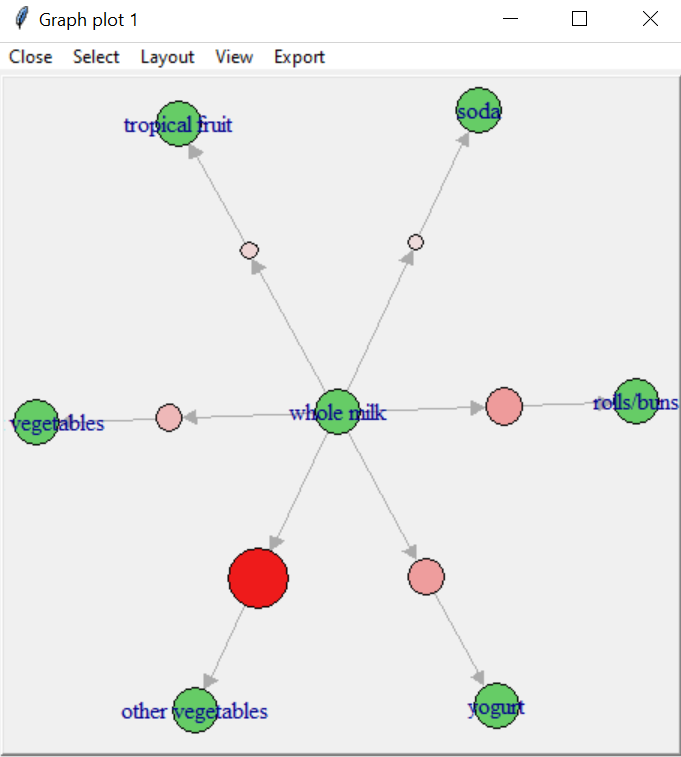 Graph plot 1
Close Select Layout View Export
tropical fruit
soda
vegetables
whole milk
rolls/buns
other vegetables
yogurt